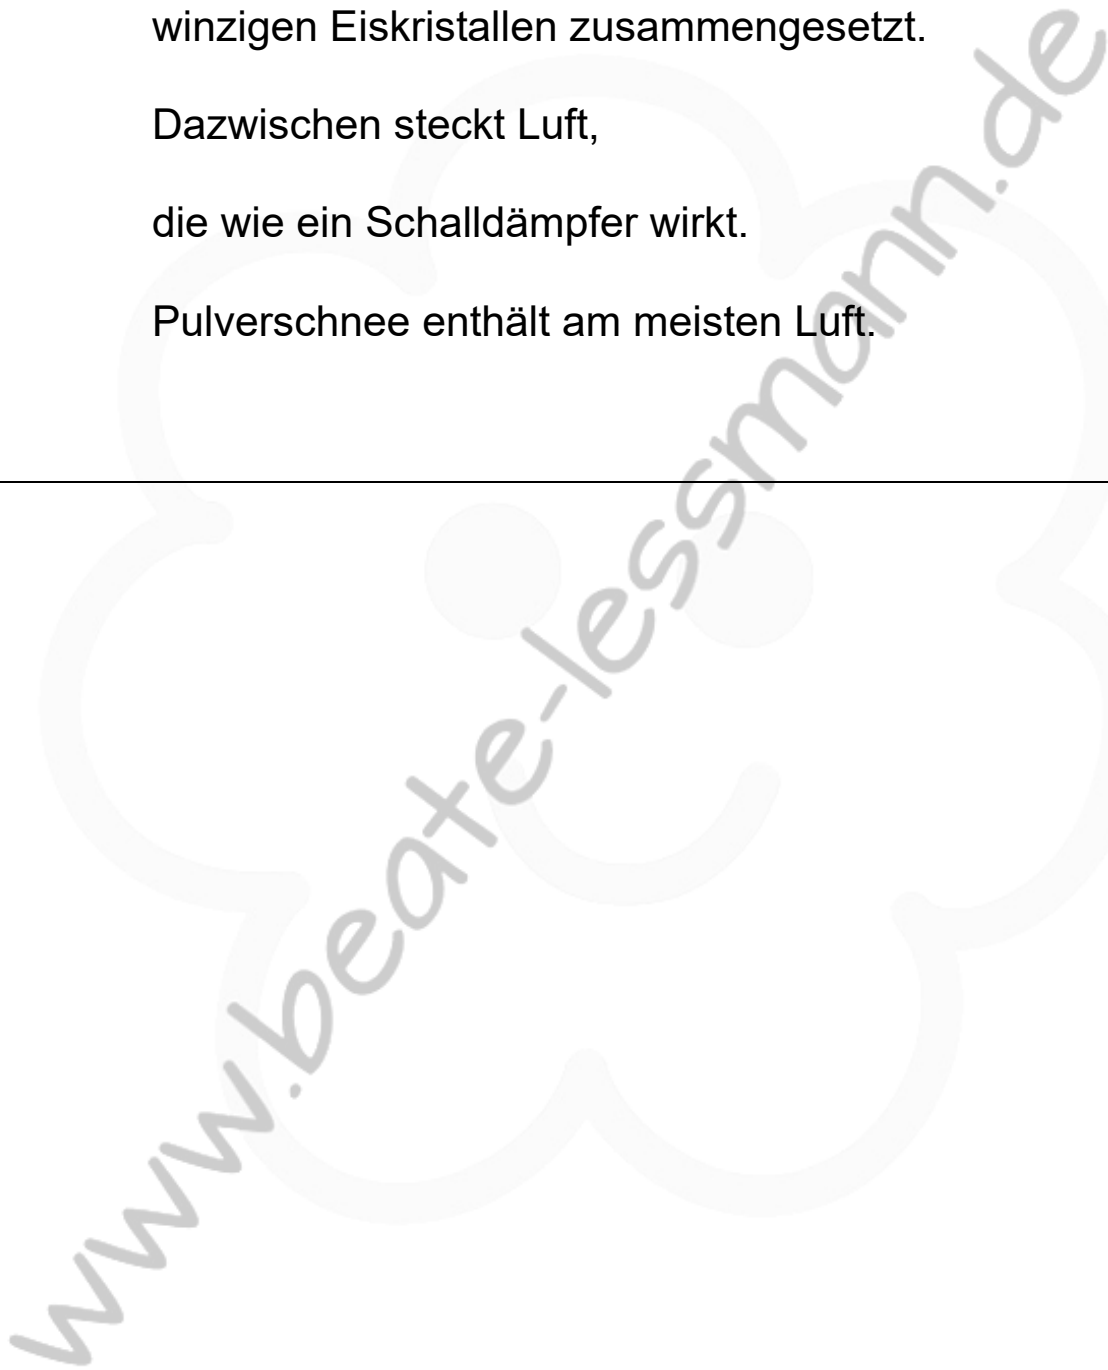 winzigen Eiskristallen zusammengesetzt.
Dazwischen steckt Luft,
die wie ein Schalldämpfer wirkt.
Pulverschnee enthält am meisten Luft.
www.beate-lessmann.de